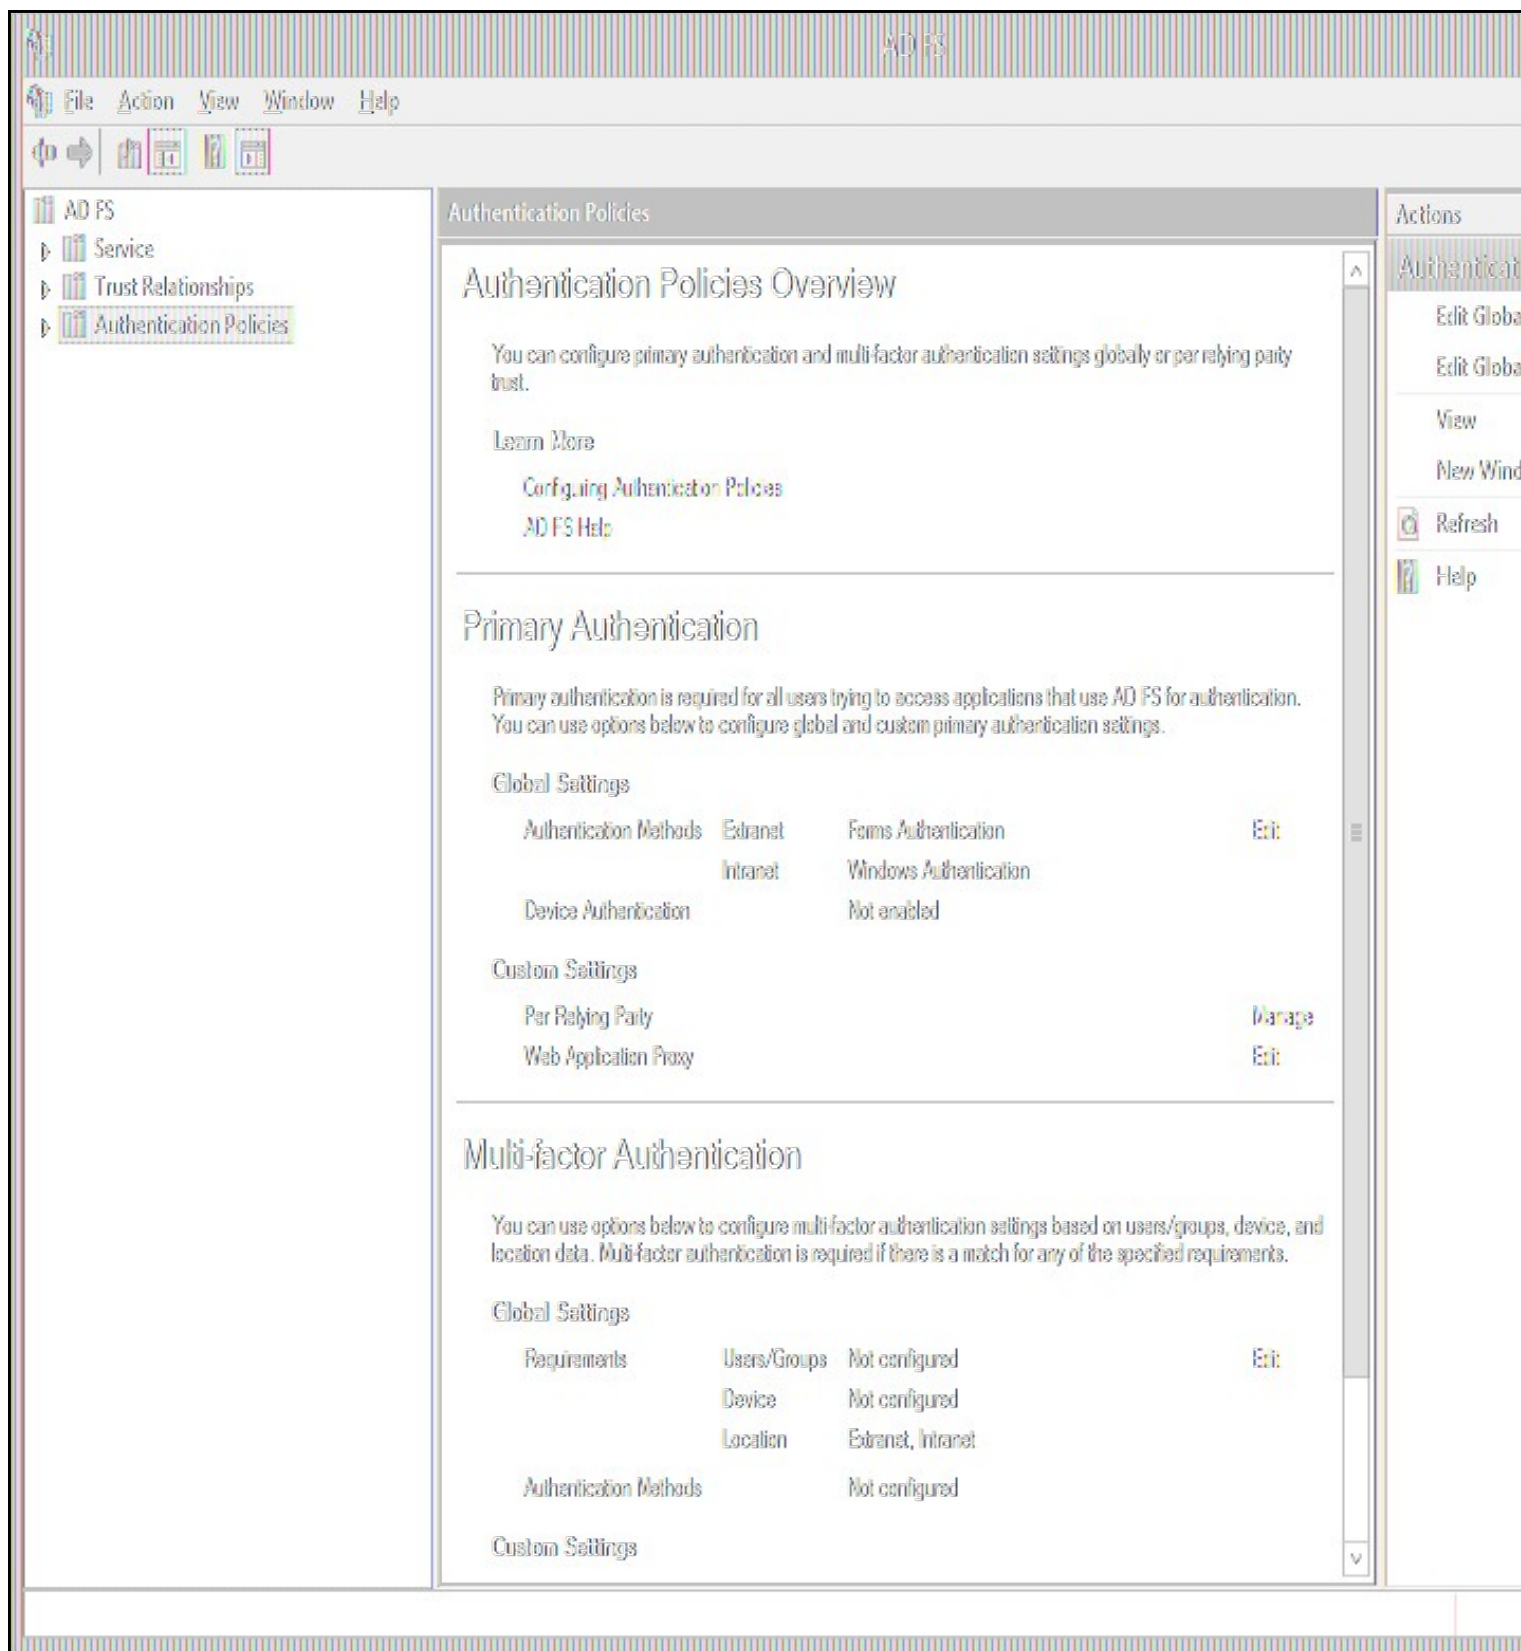 AD FS
File Action View Window Help
AD FS
Service
Trust Relationships
Authentication Policies
Authentication Policies
Authentication Policies Overview
You can configure primary authentication and multi-factor authentication settings globally or per relying party
trust.
Learn More
Configuring Authentication Policies
AD FS Help
Primary Authentication
Primary authentication is required for all users trying to access applications that use AD FS for authentication.
You can use options below to configure global and custom primary authentication settings.
Global Settings
Authentication Methods Extranet Forms Authentication Edit
Intranet Windows Authentication
Device Authentication Not enabled
Custom Settings
Per Relying Party Manage
Web Application Proxy Edit
Multi-factor Authentication
You can use options below to configure multi-factor authentication settings based on users/groups, device, and
location data. Multi-factor authentication is required if there is a match for any of the specified requirements.
Global Settings
Requirements Users/Groups Not configured Edit
Device Not configured
Location Extranet, Intranet
Authentication Methods Not configured
Custom Settings
Actions
Authenticat
Edit Globa
Edit Globa
View
New Wind
Refresh
Help